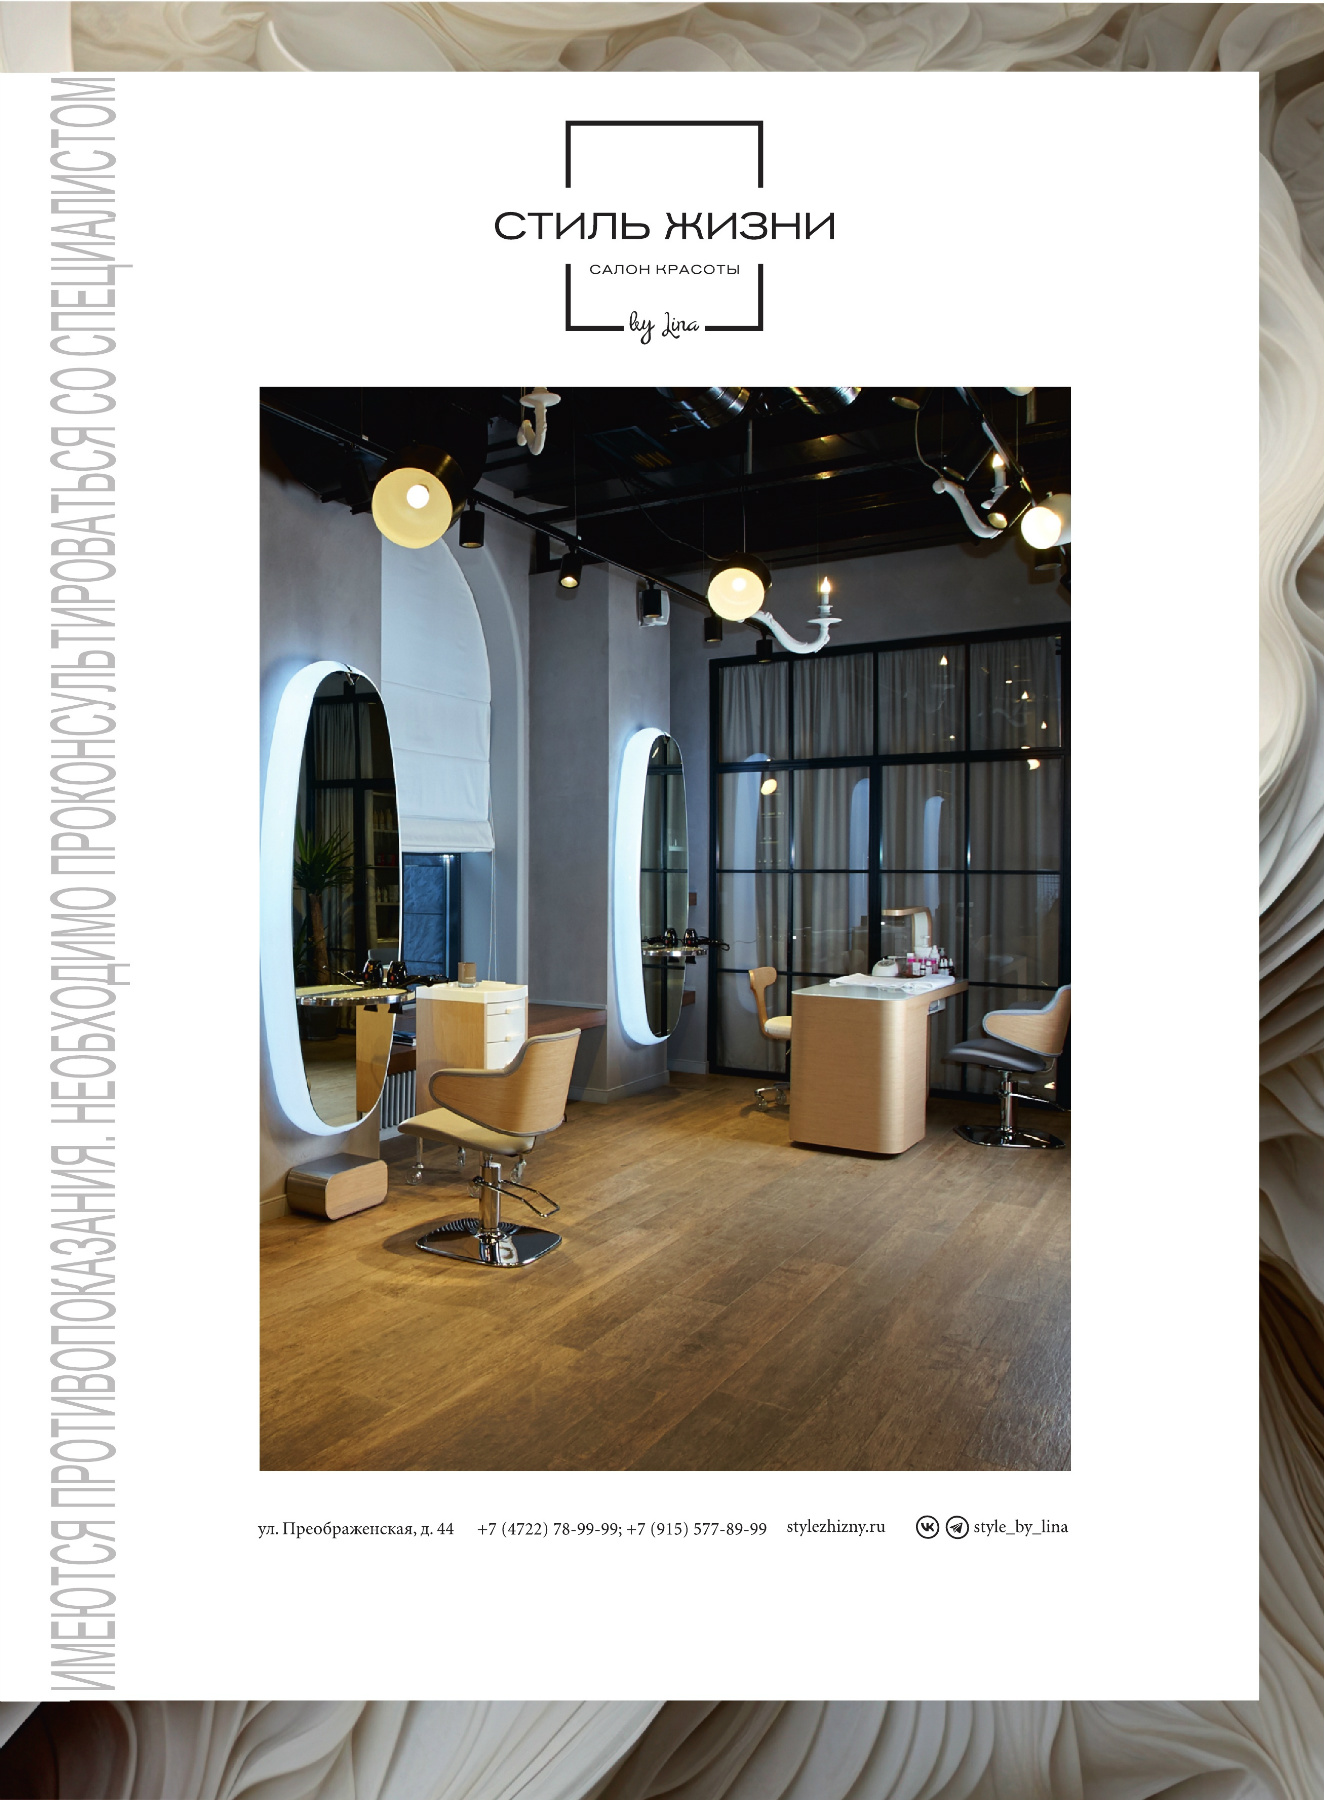 СТИЛЬ ЖИЗНИ
САЛОН КРАСОТЫ
by Lina
ИМЕЮТСЯ ПРОТИВОПОКАЗАНИЯ. НЕОБХОДИМО ПРОКОНСУЛЬТИРОВАТЬСЯ СО СПЕЦИАЛИСТОМ
ул. Преображенская, д. 44 +7 (4722) 78-99-99; +7 (915) 577-89-99 stylezhizny.ru style_by_lina